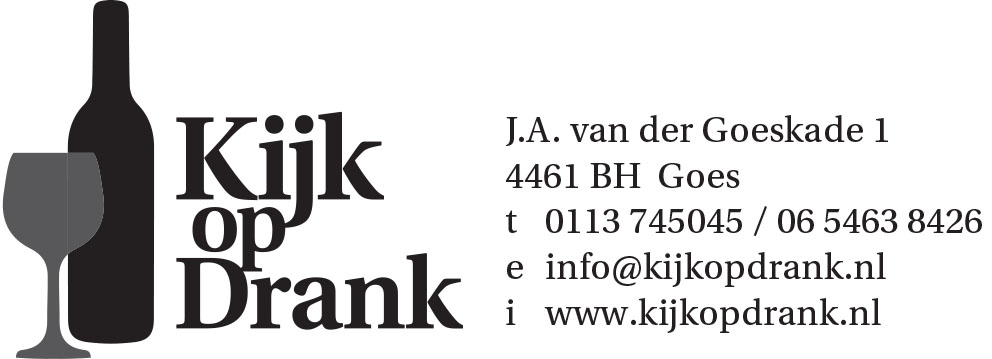 Kijk
op
Drank
J.A. van der Goeskade 1
4461 BH Goes
t 0113 745045 / 06 5463 8426
e info@kijkopdrank.nl
i www.kijkopdrank.nl